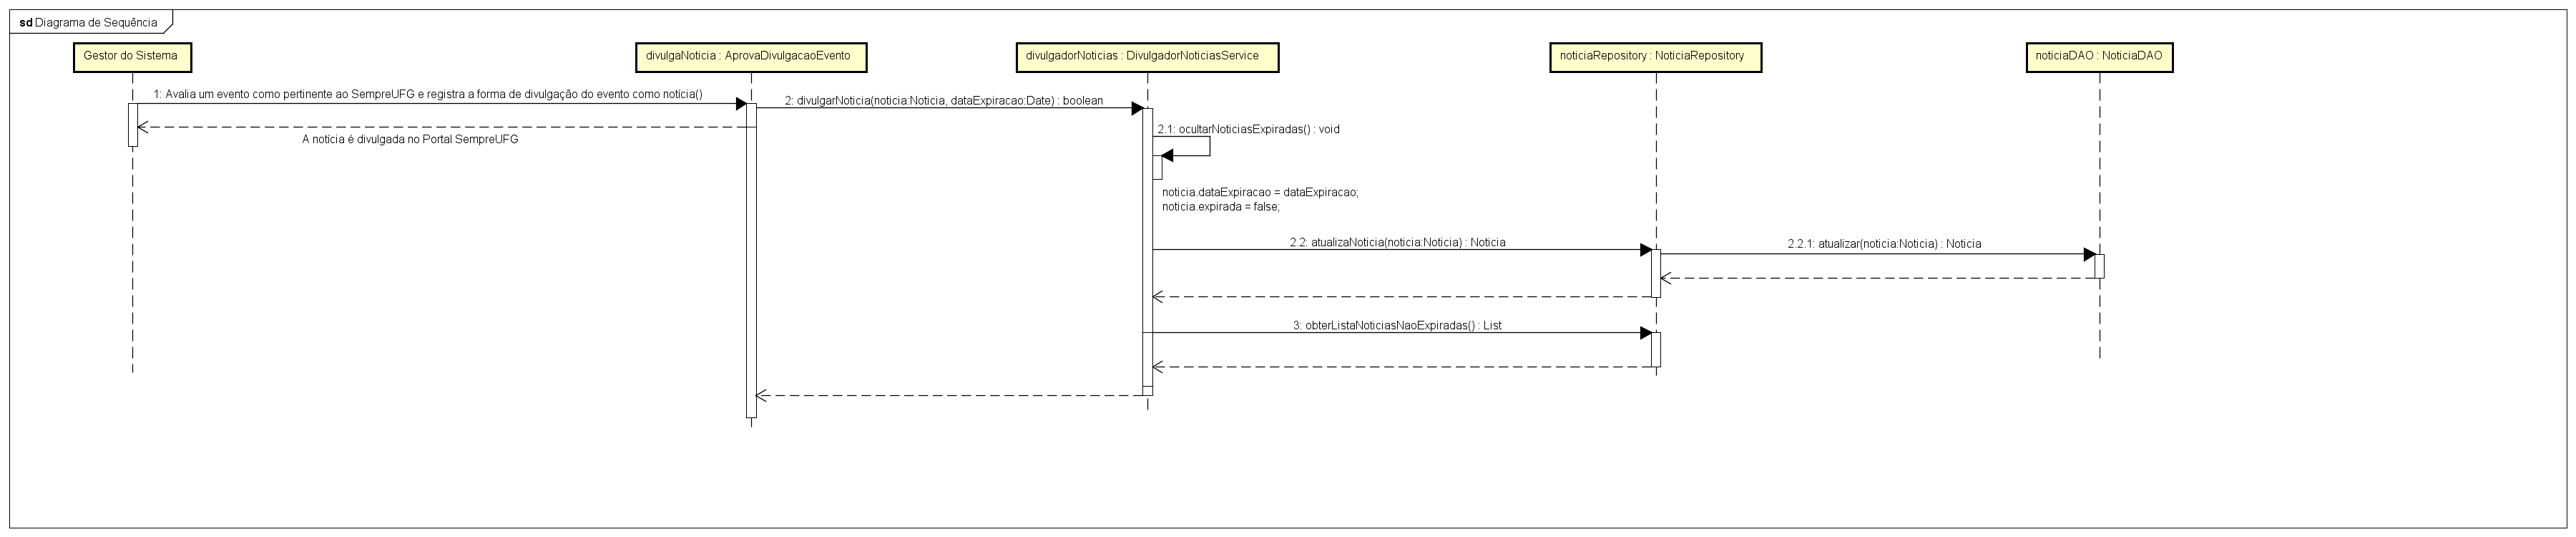 sd Diagrama de Sequência
Gestor do Sistema
divulgaNoticia : AprovaDivulgacaoEvento
divulgadorNoticias : DivulgadorNoticiasService
noticiaRepository : NoticiaRepository
noticiaDAO : NoticiaDAO
1: Avalia um evento como pertinente ao SempreUFG e registra a forma de divulgação do evento como notícia()
2: divulgarNoticia(noticia:Noticia, dataExpiracao:Date) : boolean
A notícia é divulgada no Portal SempreUFG
2.1: ocultarNoticiasExpiradas() : void
noticia.dataExpiracao = dataExpiracao;
noticia.expirada = false;
2.2: atualizaNoticia(noticia:Noticia) : Noticia
2.2.1: atualizar(noticia:Noticia) : Noticia
3: obterListaNoticiasNaoExpiradas() : List